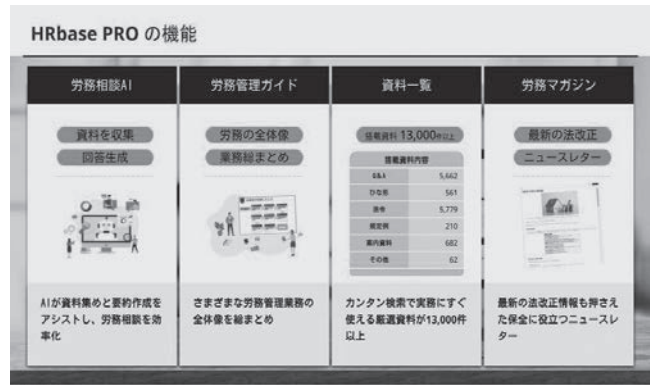 HRbase PRO の機能
労務相談AI
資料を収集
回答生成
AIが資料集めと要約作成を
アシストし、労務相談を効
率化
労務管理ガイド
労務の全体像
業務総まとめ
さまざまな労務管理業務の
全体像を総まとめ
資料一覧
搭載資料 13,000件以上
搭載資料内容
Q&A 5,662
ひな形 561
法令 5,779
規定例 210
案内資料 682
その他 62
カンタン検索で実務にすぐ
使える厳選資料が13,000件
以上
労務マガジン
最新の法改正
ニュースレター
最新の法改正情報も押さえ
た保全に役立つニュースレ
ター